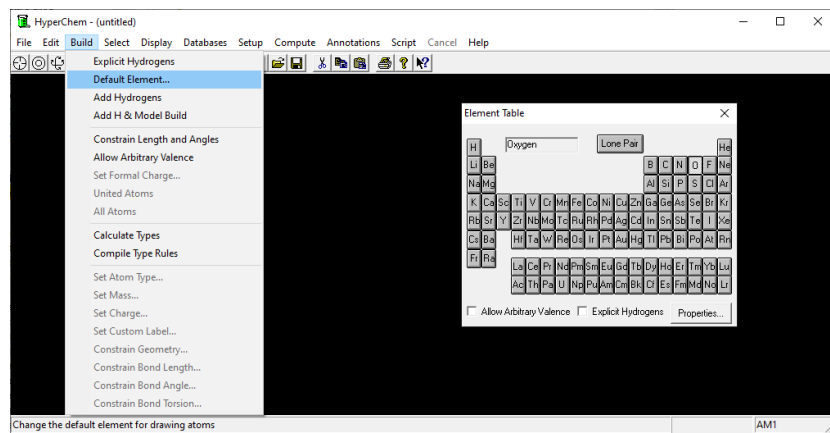 HyperChem - (untitled)
File Edit Build Select Display Databases Setup Compute Annotations Script Cancel Help
Explicit Hydrogens
Default Element...
Add Hydrogens
Add H & Model Build
Constrain Length and Angles
Allow Arbitrary Valence
Set Formal Charge...
United Atoms
All Atoms
Calculate Types
Compile Type Rules
Set Atom Type...
Set Mass...
Set Charge...
Set Custom Label...
Constrain Geometry...
Constrain Bond Length...
Constrain Bond Angle...
Constrain Bond Torsion...
Element Table
Oxygen Lone Pair
H He
Li Be B C N O F Ne
Na Mg Al Si P S Cl Ar
K Ca Sc Ti V Cr Mn Fe Co Ni Cu Zn Ga Ge As Se Br Kr
Rb Sr Y Zr Nb Mo Tc Ru Rh Pd Ag Cd In Sn Sb Te I Xe
Cs Ba Hf Ta W Re Os Ir Pt Au Hg Tl Pb Bi Po At Rn
Fr Ra
La Ce Pr Nd Pm Sm Eu Gd Tb Dy Ho Er Tm Yb Lu
Ac Th Pa U Np Pu Am Cm Bk Cf Es Fm Md No Lr
Allow Arbitrary Valence Explicit Hydrogens Properties...
Change the default element for drawing atoms AM1